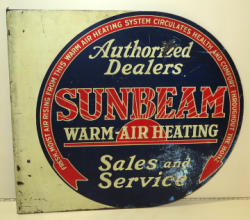 FRESH MOIST AIR RISING FROM THIS WARM AIR HEATING SYSTEM CIRCULATES HEALTH AND COMFORT THROUGHOUT THE
Authorized
Dealers
SUNBEAM
WARM-AIR HEATING
Sales and
Service